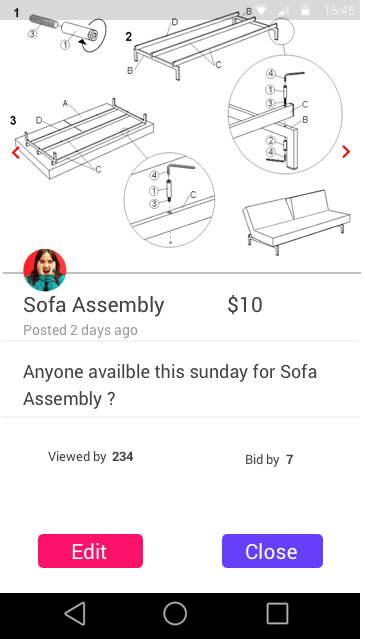 15:45
1
3
1
2
D
B
B
C
4
1
3
C
B
2
4
3
A
D
C
4
1
3
C
Sofa Assembly
$10
Posted 2 days ago
Anyone availble this sunday for Sofa
Assembly ?
Viewed by 234
Bid by 7
Edit
Close